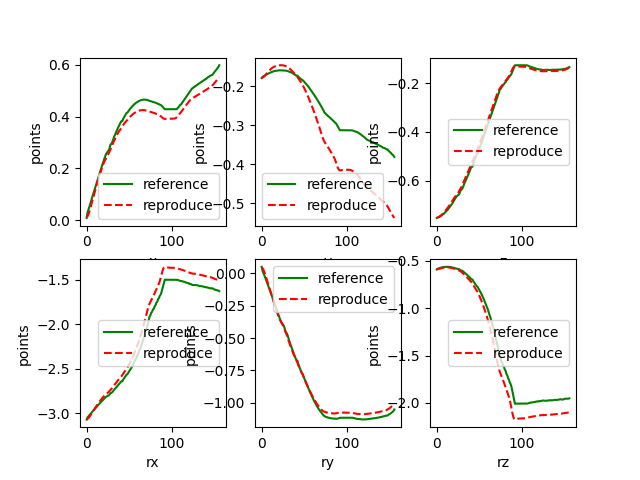 0.6
0.4
0.2
0.0
points
reference
reproduce
0
100
−0.2
−0.3
−0.4
−0.5
points
reference
reproduce
0
100
−0.2
−0.4
−0.6
points
reference
reproduce
0
100
−1.5
−2.0
−2.5
−3.0
points
reference
reproduce
0
100
rx
0.00
−0.25
−0.50
−0.75
−1.00
points
reference
reproduce
0
100
ry
−0.5
−1.0
−1.5
−2.0
points
reference
reproduce
0
100
rz